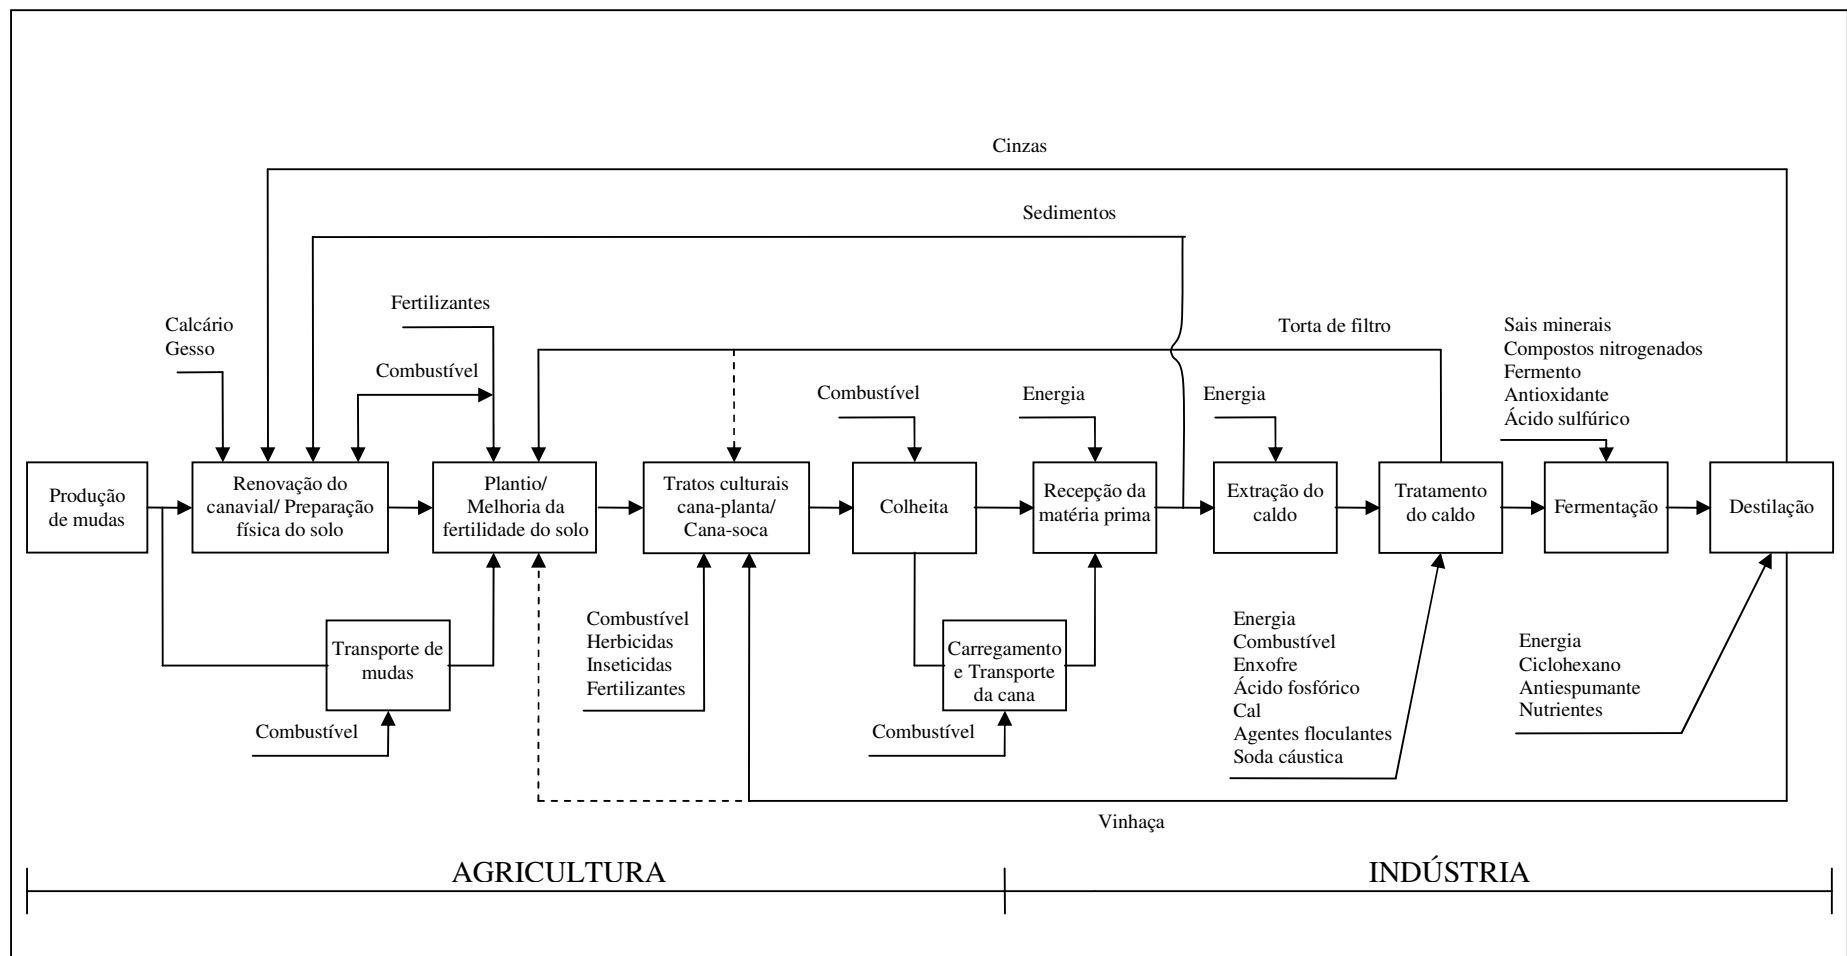 Cinzas
Sedimentos
Fertilizantes
Calcário
Gesso
Combustível
Torta de filtro
Sais minerais
Compostos nitrogenados
Fermento
Antioxidante
Ácido sulfúrico
Combustível
Energia
Energia
Produção
de mudas
Renovação do
canavial/ Preparação
física do solo
Plantio/
Melhoria da
fertilidade do solo
Tratos culturais
cana-planta/
Cana-soca
Colheita
Recepção da
matéria prima
Extração do
caldo
Tratamento
do caldo
Fermentação
Destilação
Transporte de
mudas
Combustível
Combustível
Herbicidas
Inseticidas
Fertilizantes
Carregamento
e Transporte
da cana
Combustível
Energia
Combustível
Enxofre
Ácido fosfórico
Cal
Agentes floculantes
Soda cáustica
Energia
Ciclohexano
Antiespumante
Nutrientes
Vinhaça
AGRICULTURA
INDÚSTRIA